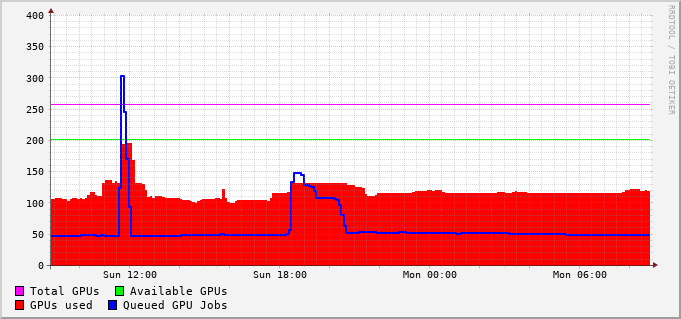 400
350
300
250
200
150
100
50
0
Sun 12:00 Sun 18:00 Mon 00:00 Mon 06:00
Total GPUs Available GPUs
GPUs used Queued GPU Jobs
RRDTOOL / TOBI OETIKER